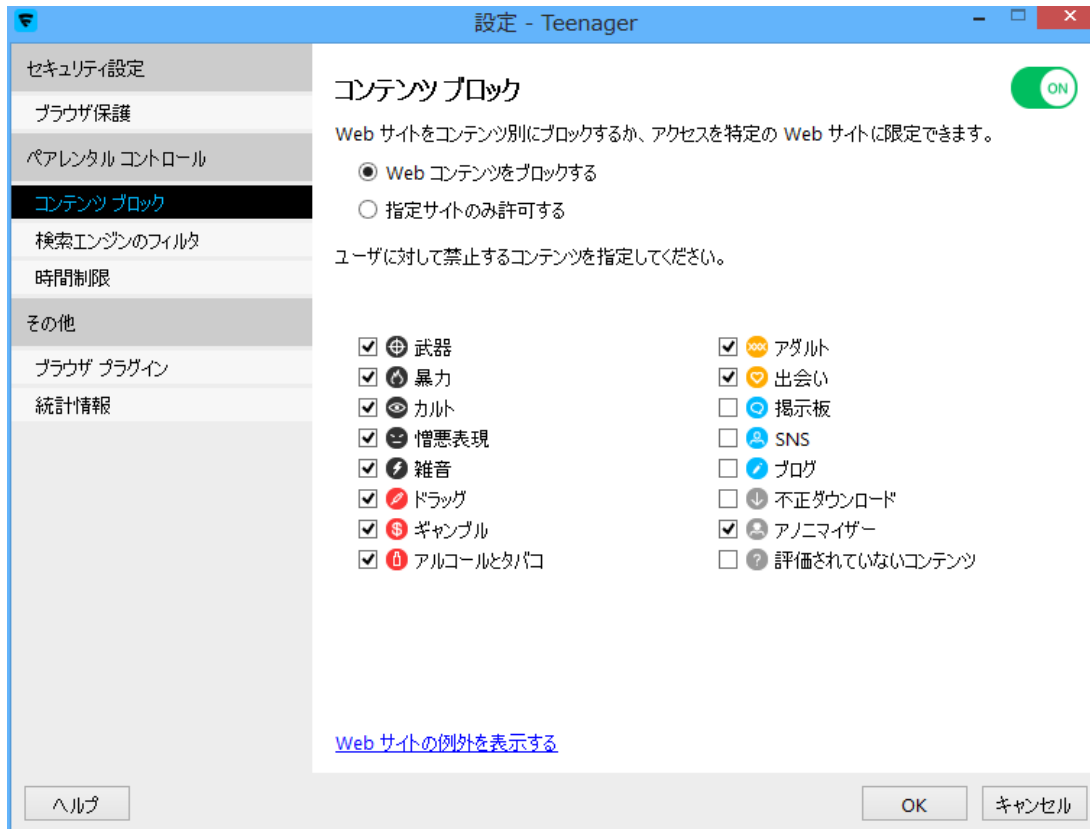 設定 - Teenager
セキュリティ設定
ブラウザ保護
ペアレンタル コントロール
コンテンツ ブロック
検索エンジンのフィルタ
時間制限
その他
ブラウザ プラグイン
統計情報
コンテンツ ブロック
ON
Web サイトをコンテンツ別にブロックするか、アクセスを特定の Web サイトに限定できます。
Web コンテンツをブロックする
指定サイトのみ許可する
ユーザに対して禁止するコンテンツを指定してください。
武器
暴力
カルト
憎悪表現
雑音
ドラッグ
ギャンブル
アルコールとタバコ
アダルト
出会い
掲示板
SNS
ブログ
不正ダウンロード
アノニマイザー
評価されていないコンテンツ
Web サイトの例外を表示する
ヘルプ
OK
キャンセル